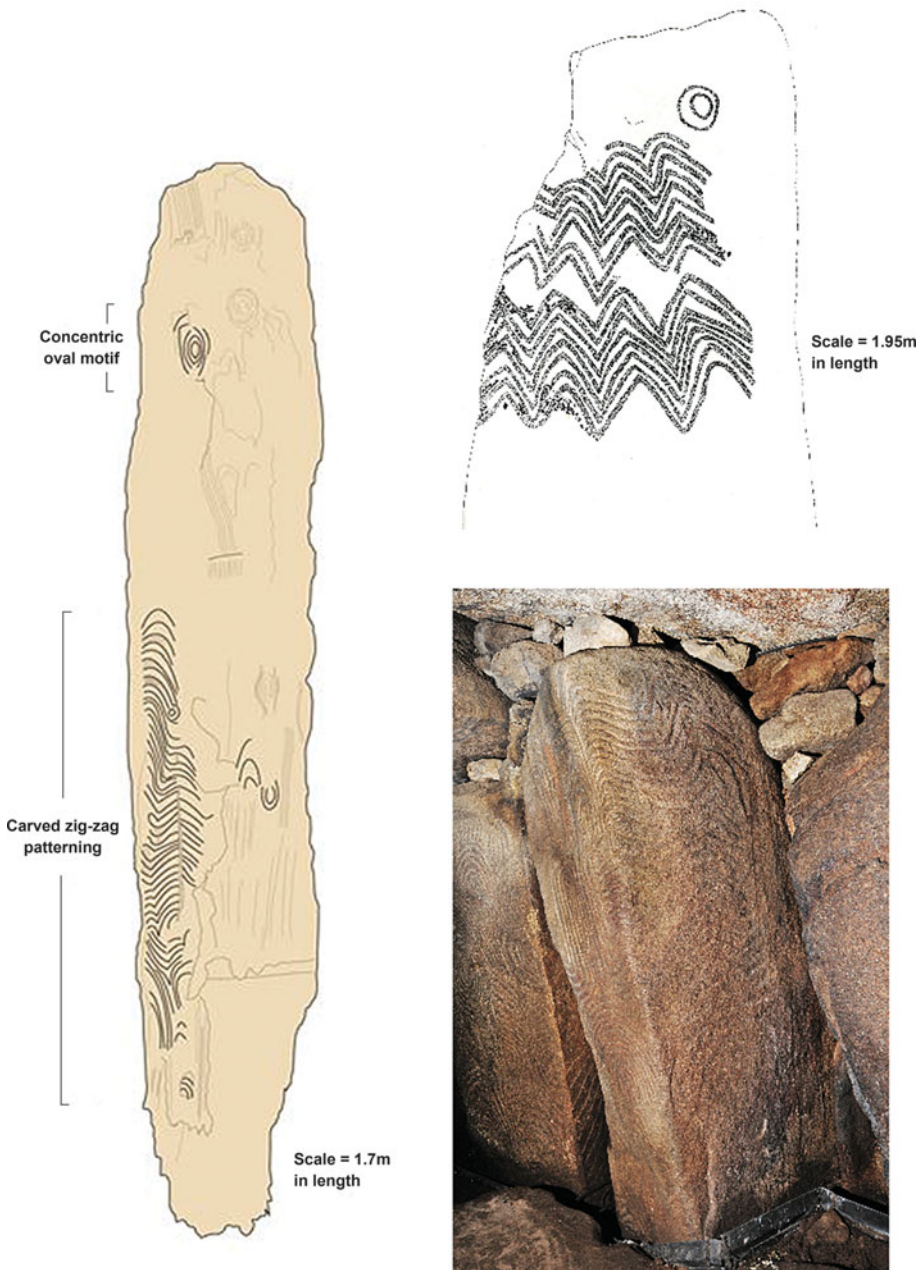 Concentric
oval motif
Carved zig-zag
patterning
Scale = 1.7m
in length
Scale = 1.95m
in length